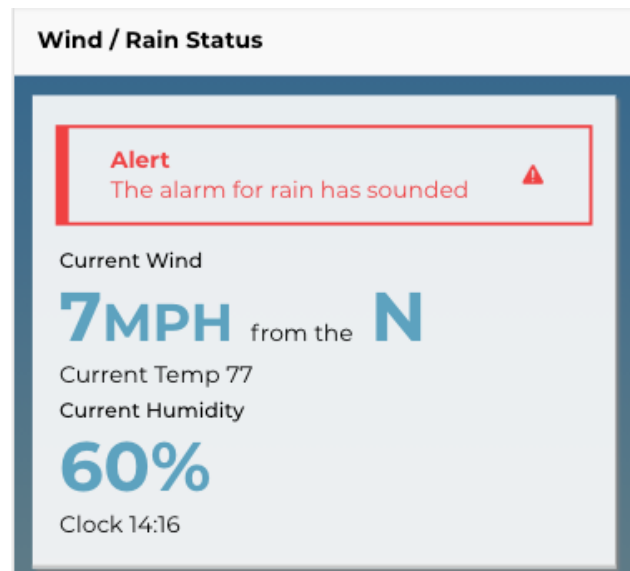 Wind / Rain Status
Alert
The alarm for rain has sounded
Current Wind
7MPH from the N
Current Temp 77
Current Humidity
60%
Clock 14:16